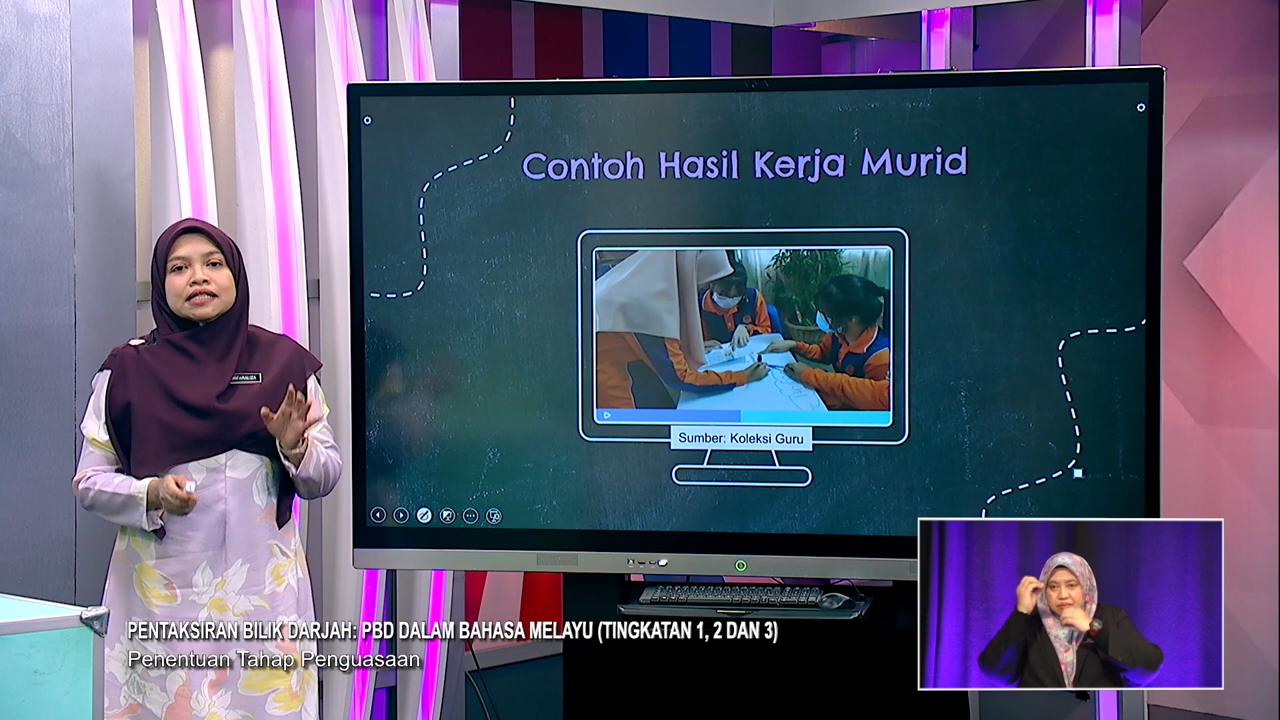 Contoh Hasil Kerja Murid
Sumber: Koleksi Guru
PENTAKSIRAN BILIK DARJAH: PBD DALAM BAHASA MELAYU (TINGKATAN 1, 2 DAN 3)
Penentuan Tahap Penguasaan